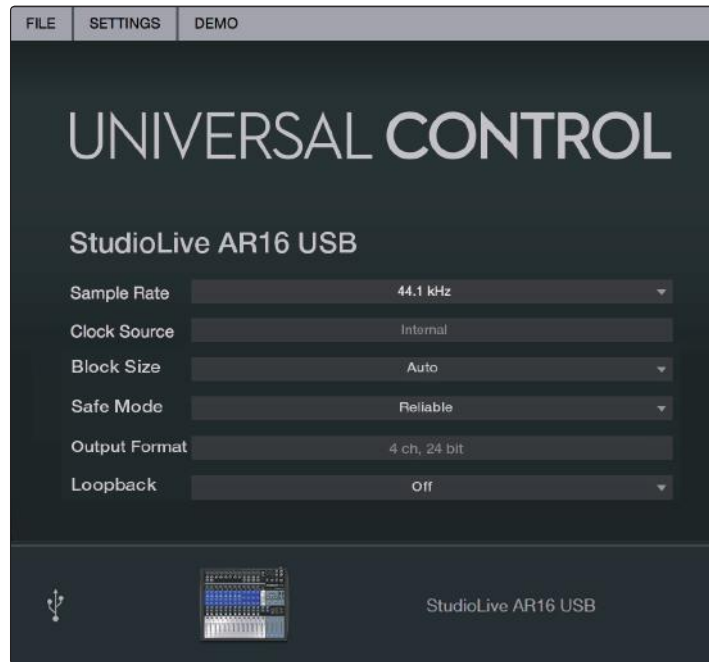 FILE SETTINGS DEMO
UNIVERSAL CONTROL
StudioLive AR16 USB
Sample Rate 44.1 kHz
Clock Source Internal
Block Size Auto
Safe Mode Reliable
Output Format 4 ch, 24 bit
Loopback Off
StudioLive AR16 USB